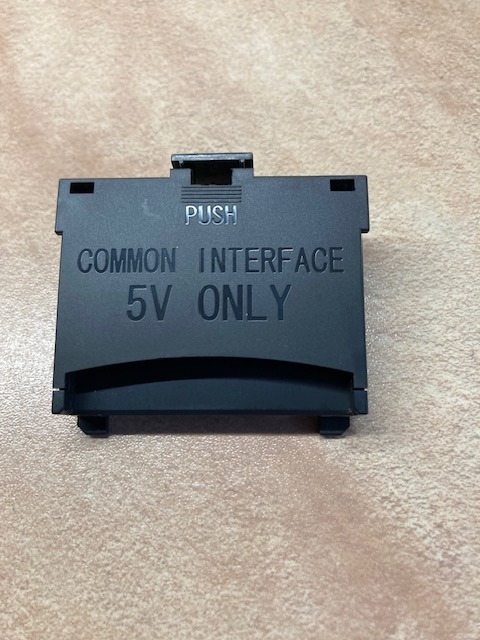 PUSH
COMMON INTERFACE
5V ONLY